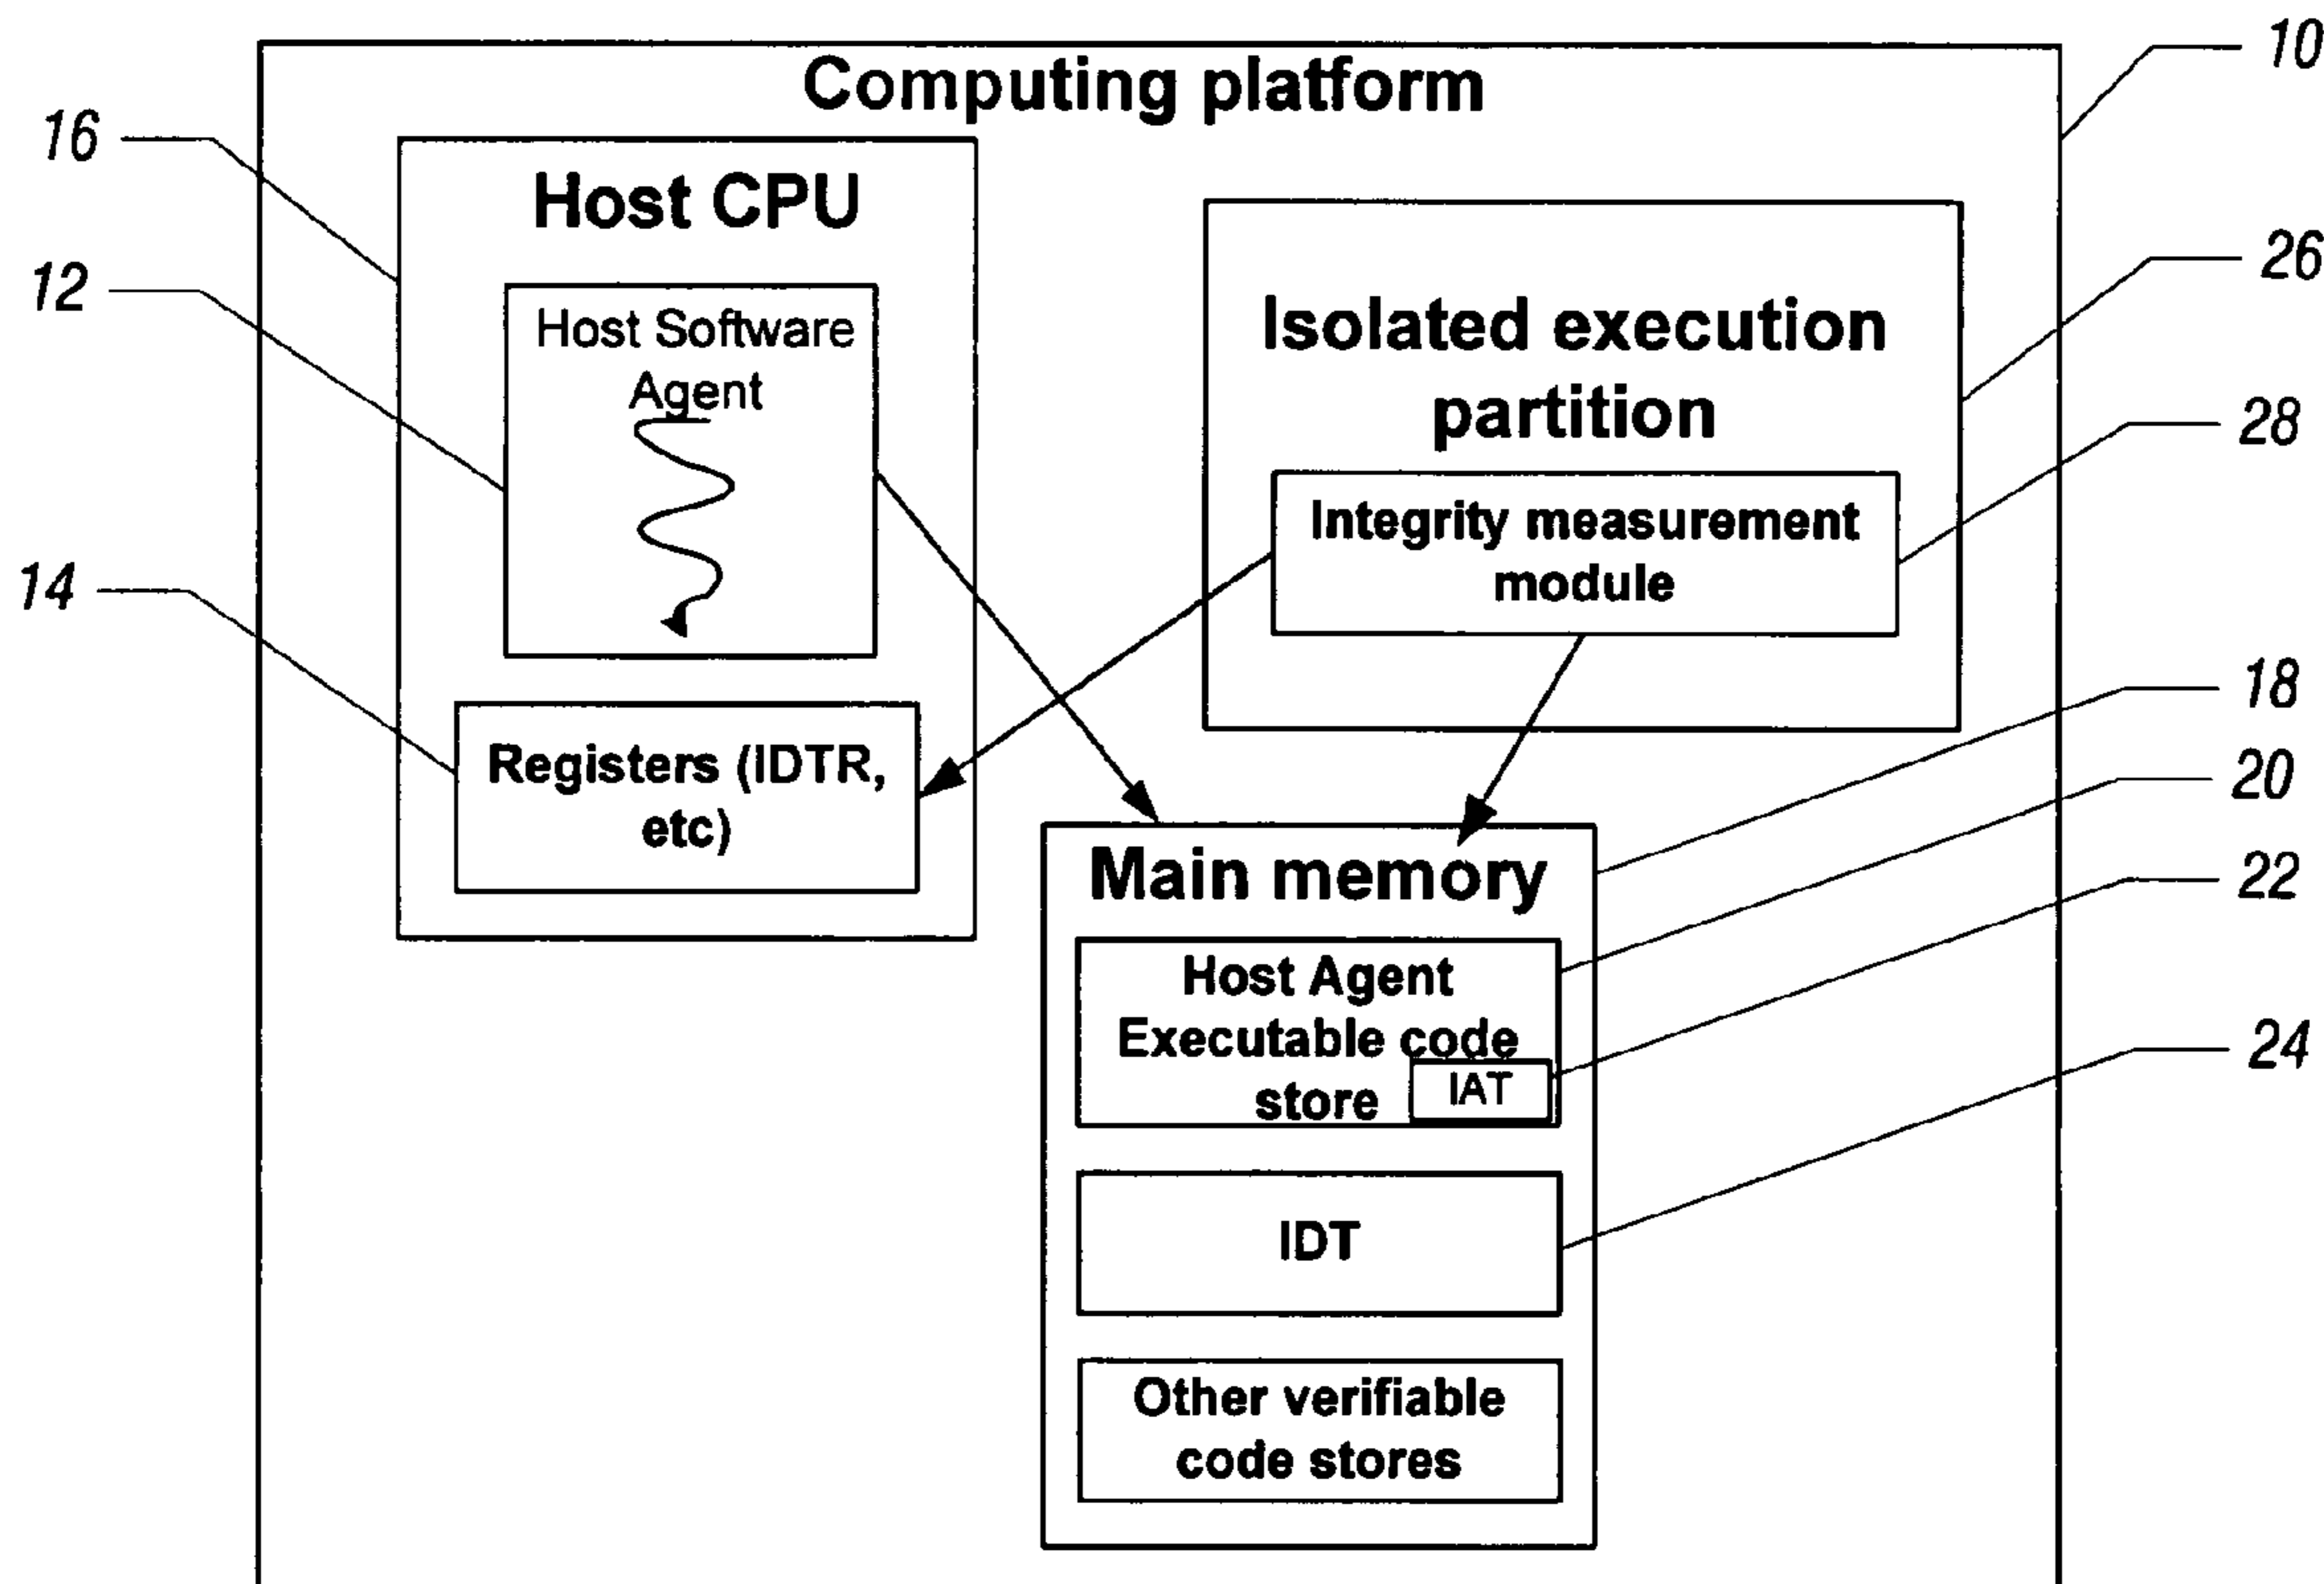 10
Computing platform
16
Host CPU
12
Host Software
Agent
14
Registers (IDTR,
etc)
Isolated execution
partition
26
28
Integrity measurement
module
18
20
22
24
Main memory
Host Agent
Executable code
store
IAT
IDT
Other verifiable
code stores